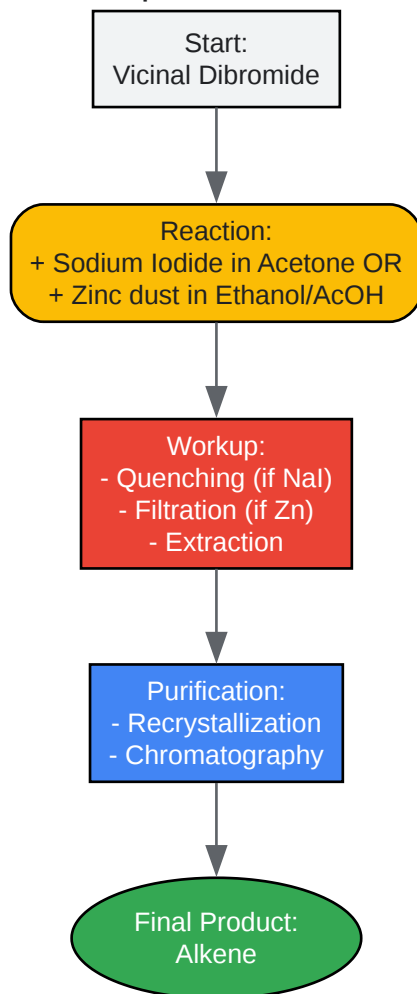 Start:
Vicinal Dibromide
Reaction:
+ Sodium Iodide in Acetone OR
+ Zinc dust in Ethanol/AcOH
Workup:
- Quenching (if NaI)
- Filtration (if Zn)
- Extraction
Purification:
- Recrystallization
- Chromatography
Final Product:
Alkene